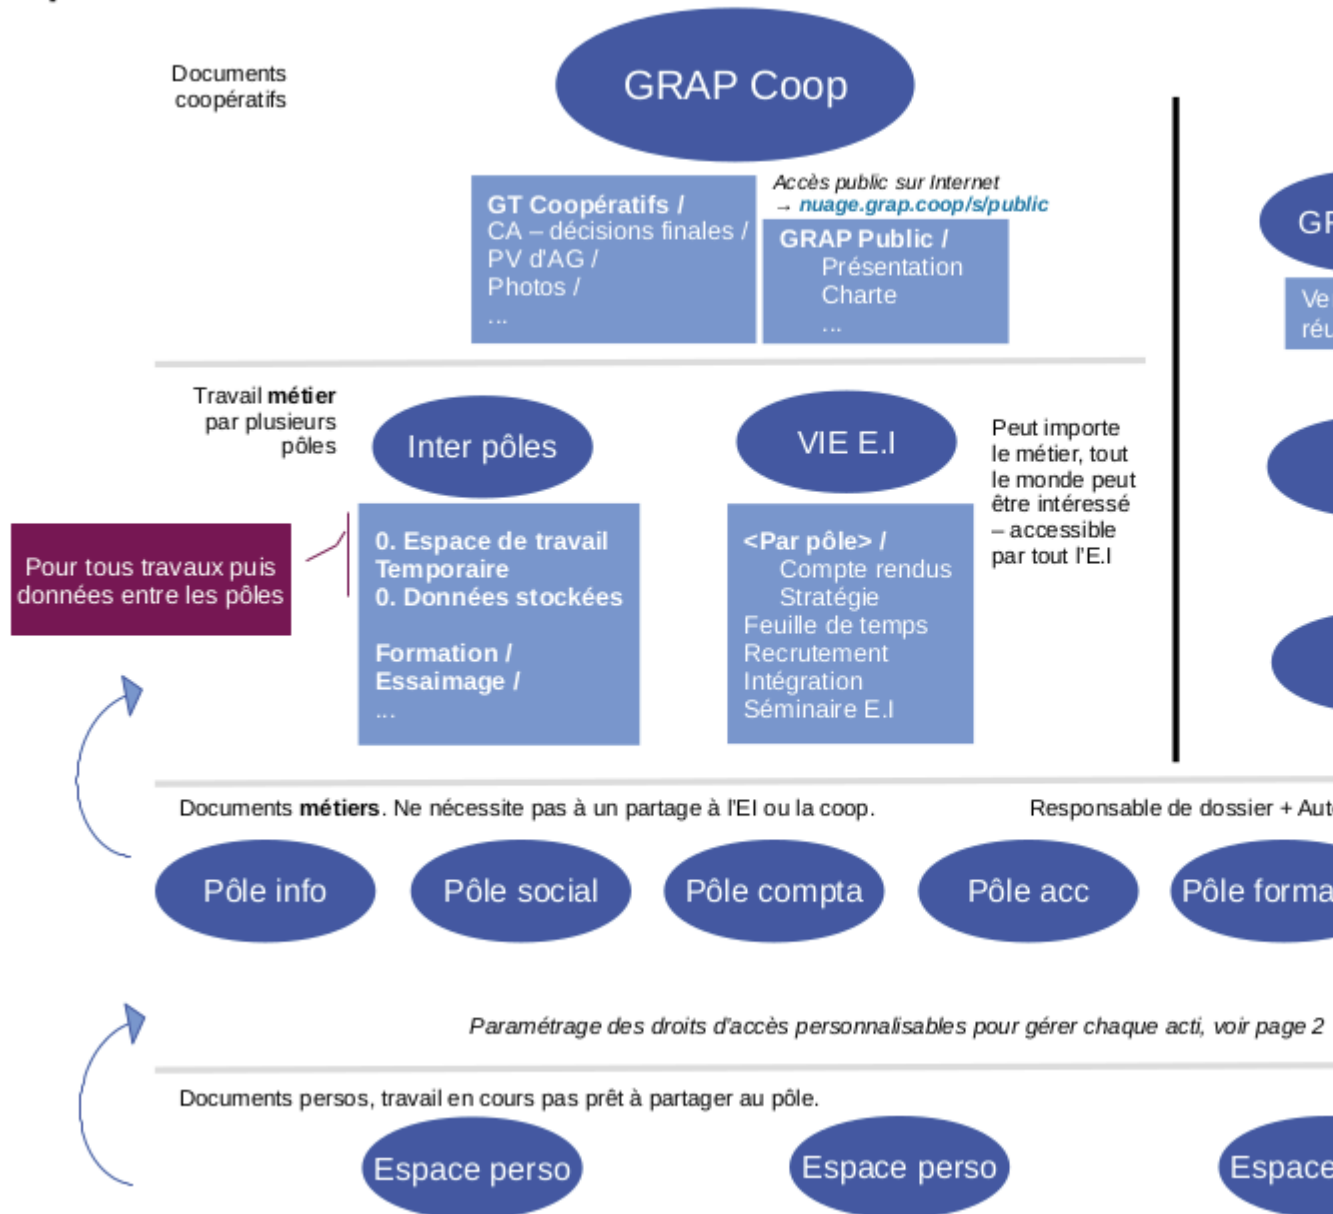 Documents
coopératifs
GRAP Coop
GT Coopératifs /
CA – décisions finales /
PV d'AG /
Photos /
...
Accès public sur Internet
→ nuage.grap.coop/s/public
GRAP Public /
Présentation
Charte
...
Travail métier
par plusieurs
pôles
Inter pôles
VIE E.I
Peut importe
le métier, tout
le monde peut
être intéressé
– accessible
par tout l'E.I
Pour tous travaux puis
données entre les pôles
0. Espace de travail
Temporaire
0. Données stockées
Formation /
Essaimage /
...
<Par pôle> /
Compte rendus
Stratégie
Feuille de temps
Recrutement
Intégration
Séminaire E.I
Documents métiers. Ne nécessite pas à un partage à l'EI ou la coop.
Responsable de dossier +
Pôle info
Pôle social
Pôle compta
Pôle acc
Pôle
Paramétrage des droits d'accès personnalisables pour gérer chaque acti, voir page 2
Documents persos, travail en cours pas prêt à partager au pôle.
Espace perso
Espace perso
Espace